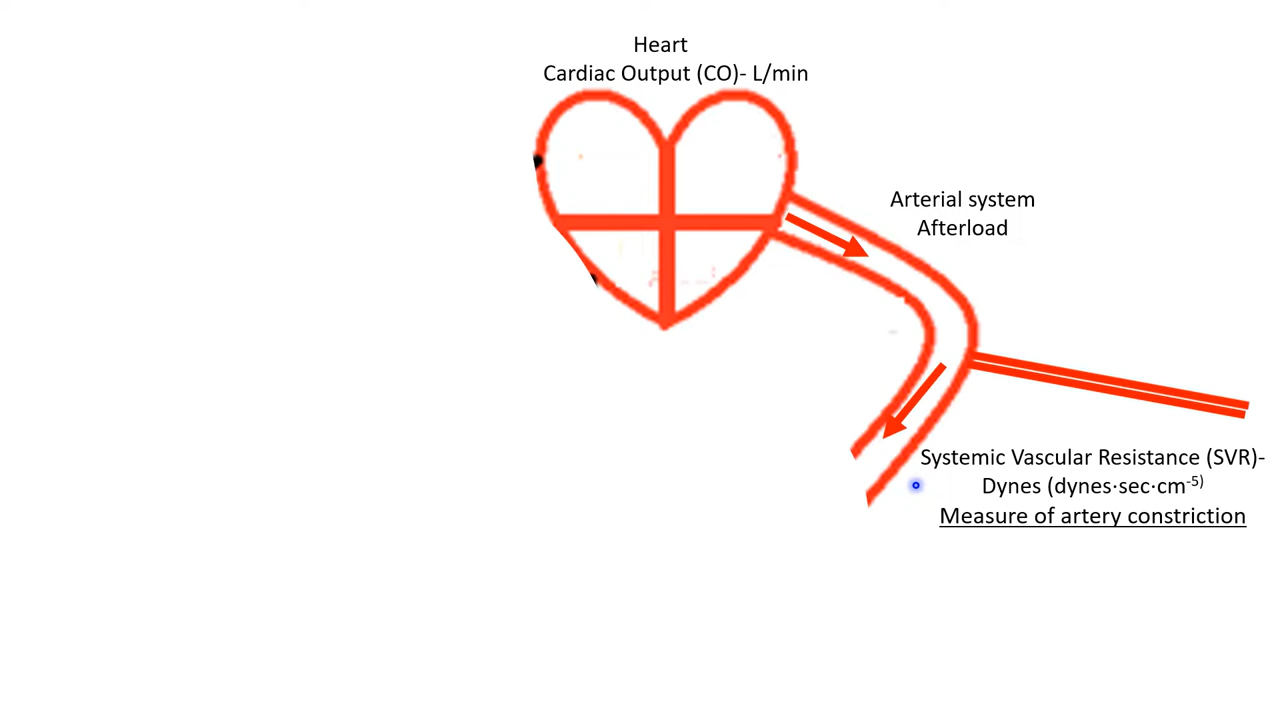 Heart
Cardiac Output (CO)- L/min
Arterial system
Afterload
Systemic Vascular Resistance (SVR)-
Dynes (dynes·sec·cm-5)
Measure of artery constriction